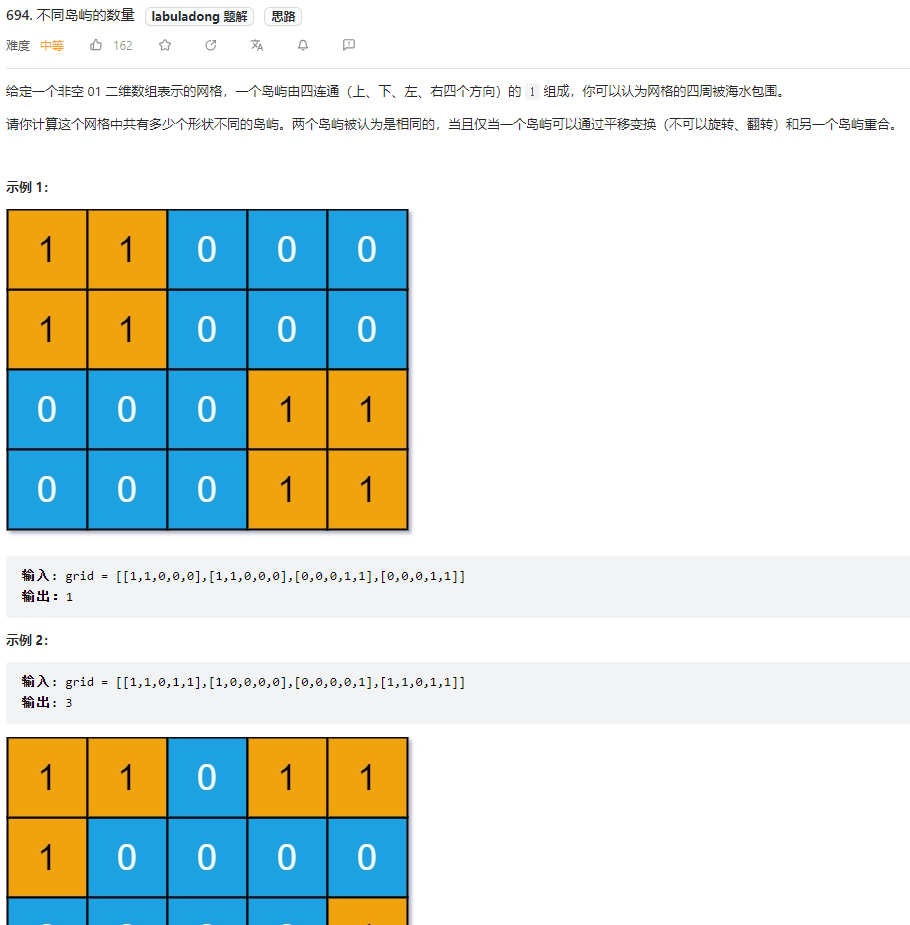 694. 不同岛屿的数量 labuladong 题解 思路
难度 中等 162
给定一个非空 01 二维数组表示的网格，一个岛屿由四连通（上、下、左、右四个方向）的 1 组成，你可以认为网格的四周被海水包围。
请你计算这个网格中共有多少个形状不同的岛屿。两个岛屿被认为是相同的，当且仅当一个岛屿可以通过平移变换（不可以旋转、翻转）和另一个岛屿重合。
示例 1：
1 1 0 0 0
1 1 0 0 0
0 0 0 1 1
0 0 0 1 1
输入: grid = [[1,1,0,0,0],[1,1,0,0,0],[0,0,0,1,1],[0,0,0,1,1]]
输出: 1
示例 2：
输入: grid = [[1,1,0,1,1],[1,0,0,0,0],[0,0,0,0,1],[1,1,0,1,1]]
输出: 3
1 1 0 1 1
1 0 0 0 0